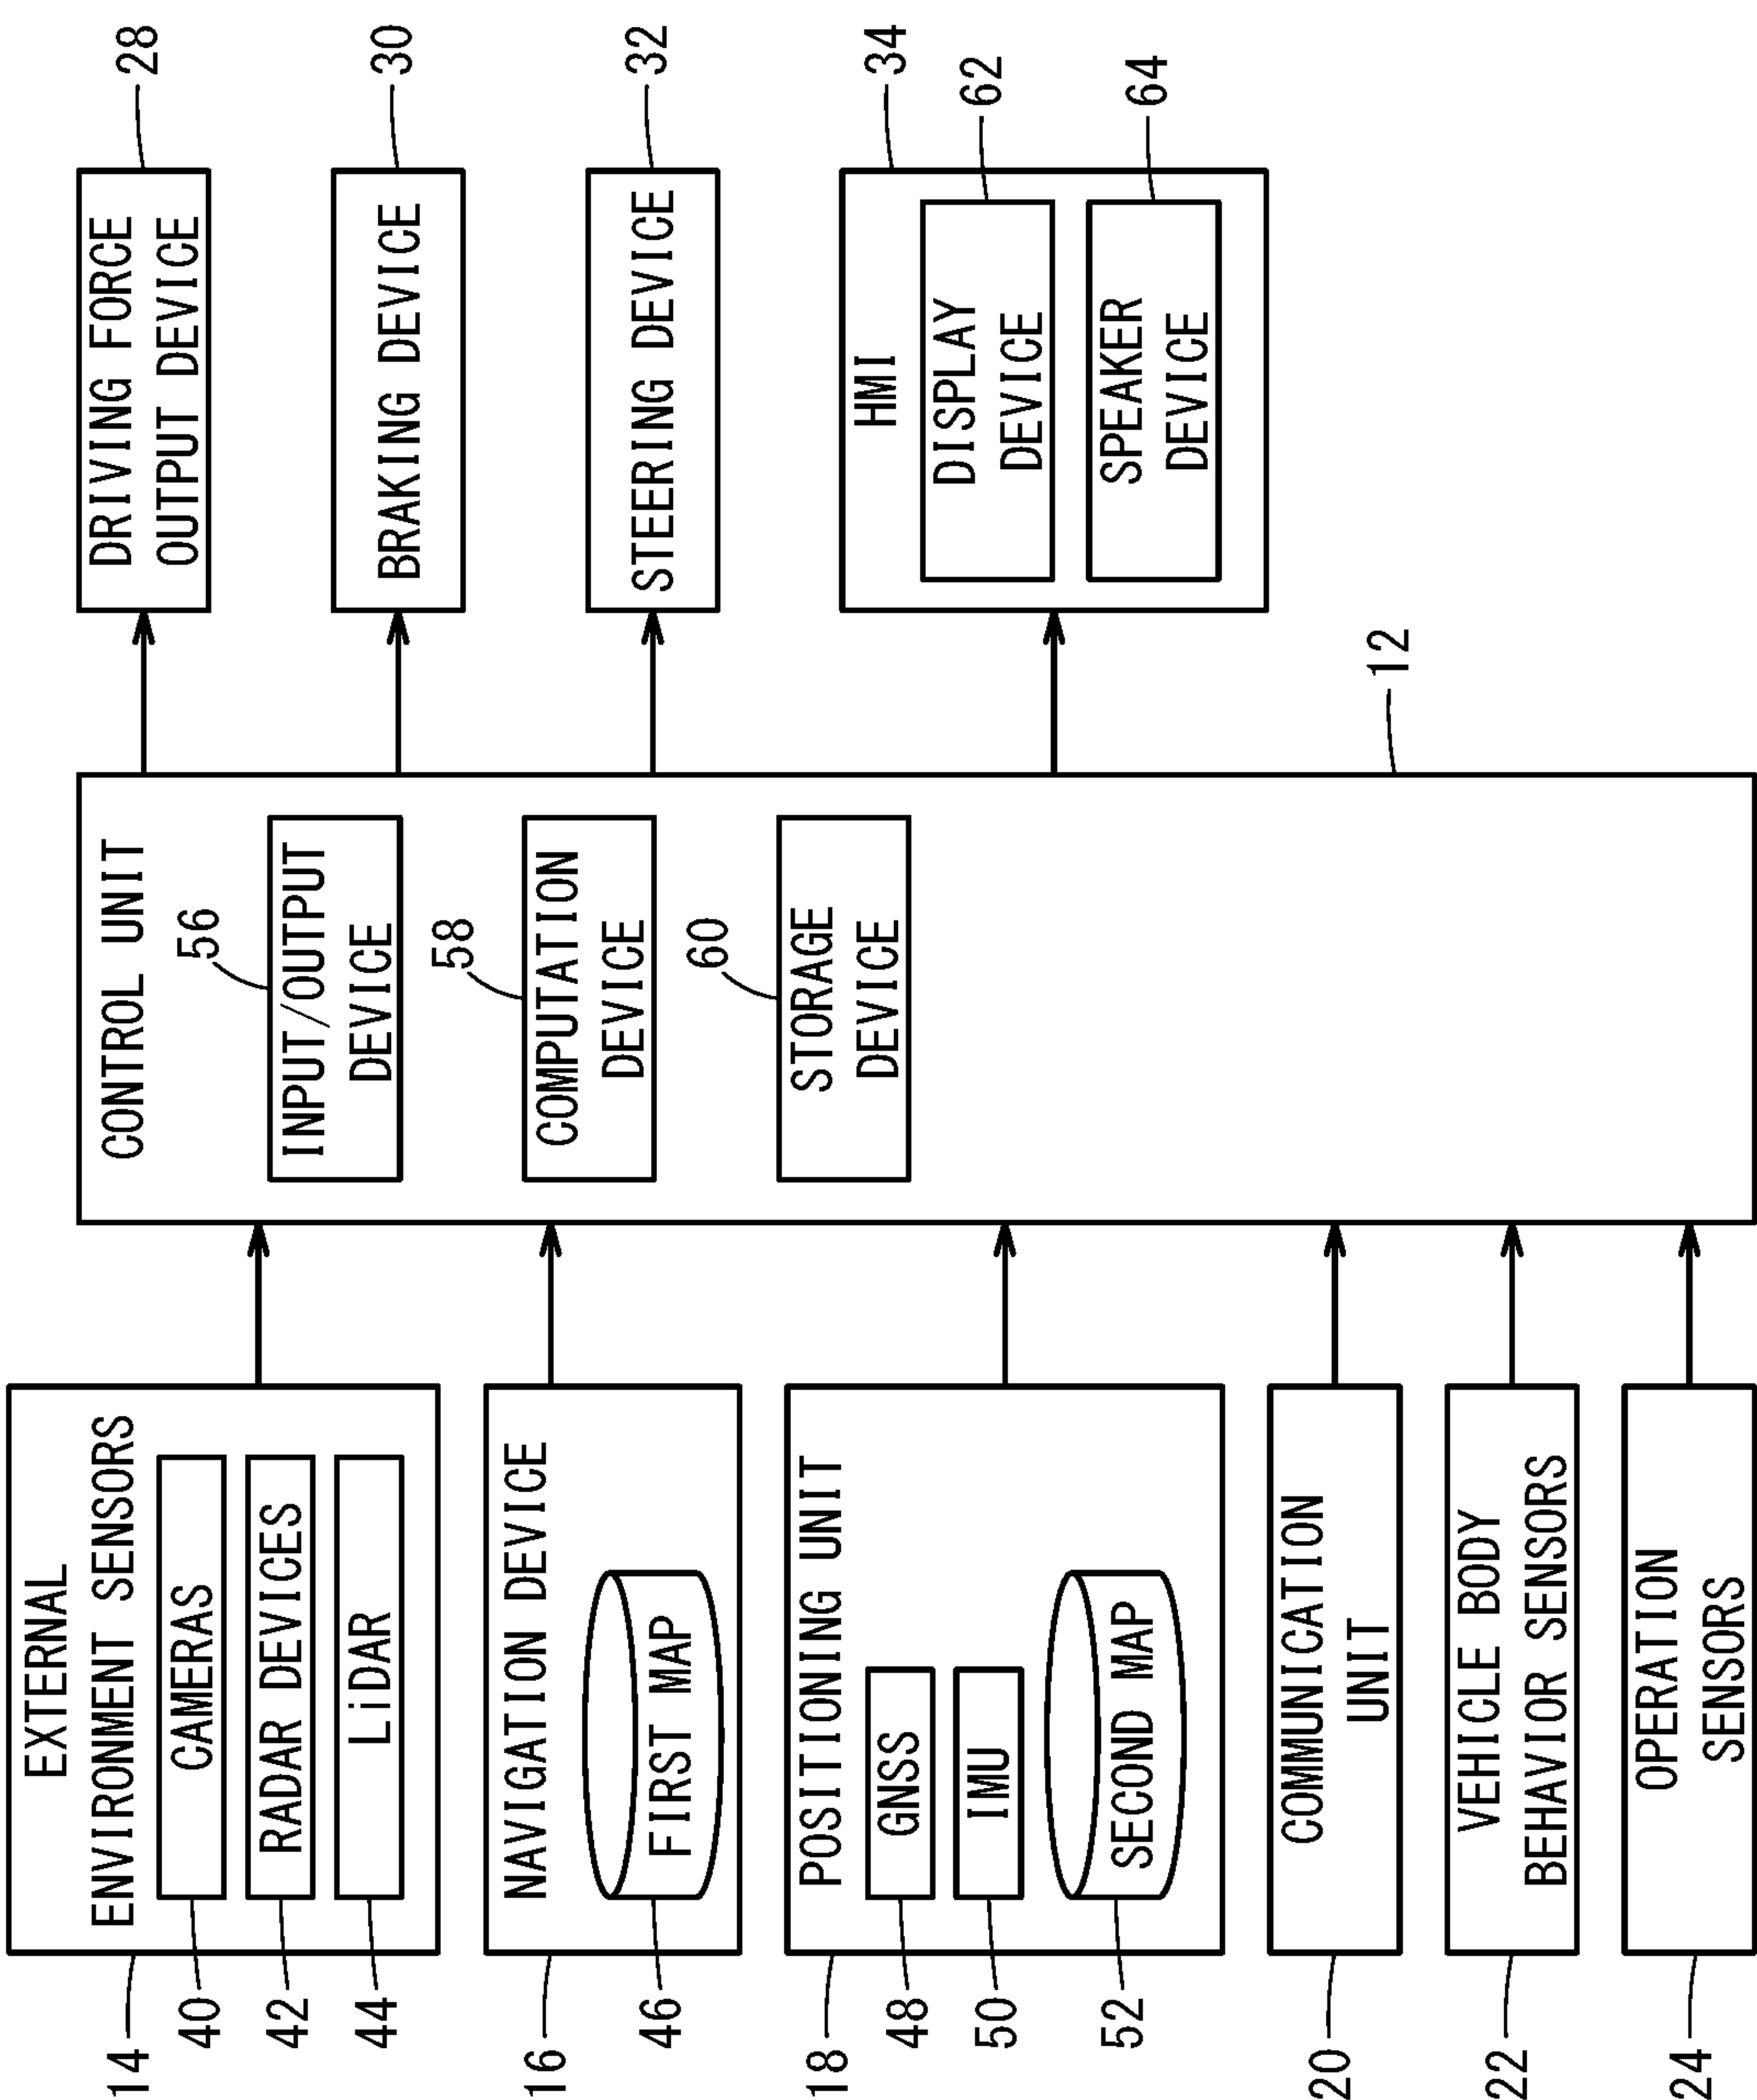 14
EXTERNAL
ENVIRONMENT SENSORS
40
CAMERAS
42
RADAR DEVICES
44
LiDAR
16
NAVIGATION DEVICE
46
FIRST MAP
18
POSITIONING UNIT
48
GNSS
50
IMU
52
SECOND MAP
20
COMMUNICATION
UNIT
22
VEHICLE BODY
BEHAVIOR SENSORS
24
OPERATION
SENSORS
CONTROL UNIT
56
INPUT/OUTPUT
DEVICE
58
COMPUTATION
DEVICE
60
STORAGE
DEVICE
12
DRIVING FORCE
OUTPUT DEVICE
28
BRAKING DEVICE
30
STEERING DEVICE
32
HMI
34
DISPLAY
DEVICE
62
SPEAKER
DEVICE
64